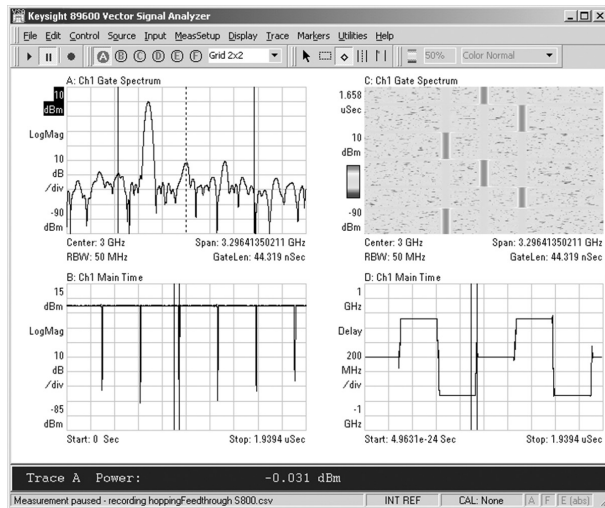 Keysight 89600 Vector Signal Analyzer
File Edit Control Source Input MeasSetup Display Trace Markers Utilities Help
A B C D E F Grid 2x2 50% Color Normal
A: Ch1 Gate Spectrum
10
dBm
LogMag
10
dB
/div
-90
dBm
Center: 3 GHz Span: 3.29641350211 GHz
RBW: 50 MHz GateLen: 44.319 nSec
C: Ch1 Gate Spectrum
1.658
uSec
10
dBm
-90
dBm
Center: 3 GHz Span: 3.29641350211 GHz
RBW: 50 MHz GateLen: 44.319 nSec
B: Ch1 Main Time
15
dBm
LogMag
10
dB
/div
-85
dBm
Start: 0 Sec Stop: 1.9394 uSec
D: Ch1 Main Time
1
GHz
Delay
200
MHz
/div
-1
GHz
Start: 4.9631e-24 Sec Stop: 1.9394 uSec
Trace A Power: -0.031 dBm
Measurement paused - recording hoppingFeedthrough S800.csv INT REF CAL: None A F E (abs)